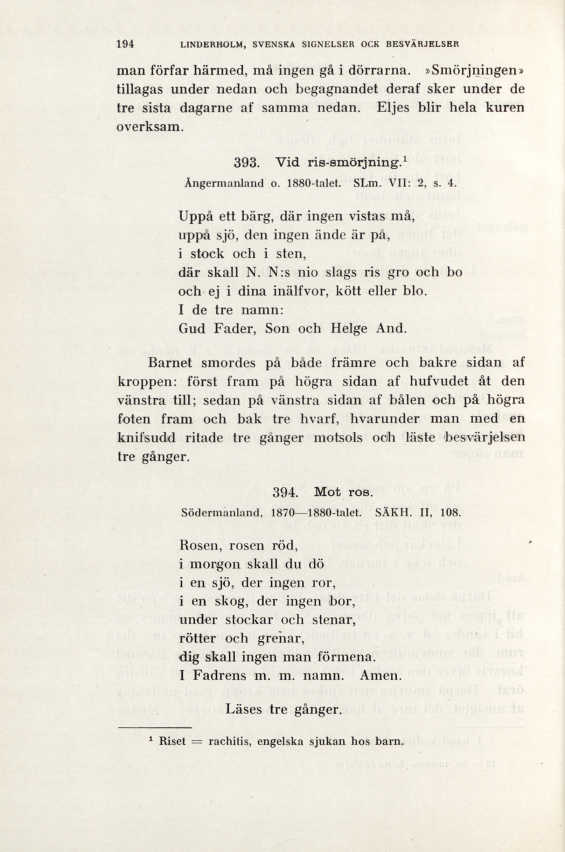 194 LINDERHOLM, SVENSKA SIGNELSER OCK BESVÄRJELSER
man förfar härmed, må ingen gå i dörrarna. »Smörjningen»
tillagas under nedan och begagnandet deraf sker under de
tre sista dagarne af samma nedan. Eljes blir hela kuren
overksam.
393. Vid ris-smörjning.¹
Ångermanland o. 1880-talet. SLm. VII: 2, s. 4.
Uppå ett bärg, där ingen vistas må,
uppå sjö, den ingen ände är på,
i stock och i sten,
där skall N. N:s nio slags ris gro och bo
och ej i dina inälfvor, kött eller blo.
I de tre namn:
Gud Fader, Son och Helge And.
Barnet smordes på både främre och bakre sidan af
kroppen: först fram på högra sidan af hufvudet åt den
vänstra till; sedan på vänstra sidan af bålen och på högra
foten fram och bak tre hvarf, hvarunder man med en
knifsudd ritade tre gånger motsols och läste besvärjelsen
tre gånger.
394. Mot ros.
Södermanland, 1870—1880-talet. SÄKH. II, 108.
Rosen, rosen röd,
i morgon skall du dö
i en sjö, der ingen ror,
i en skog, der ingen bor,
under stockar och stenar,
rötter och grenar,
dig skall ingen man förmena.
I Fadrens m. m. namn. Amen.
Läses tre gånger.
¹ Riset = rachitis, engelska sjukan hos barn.